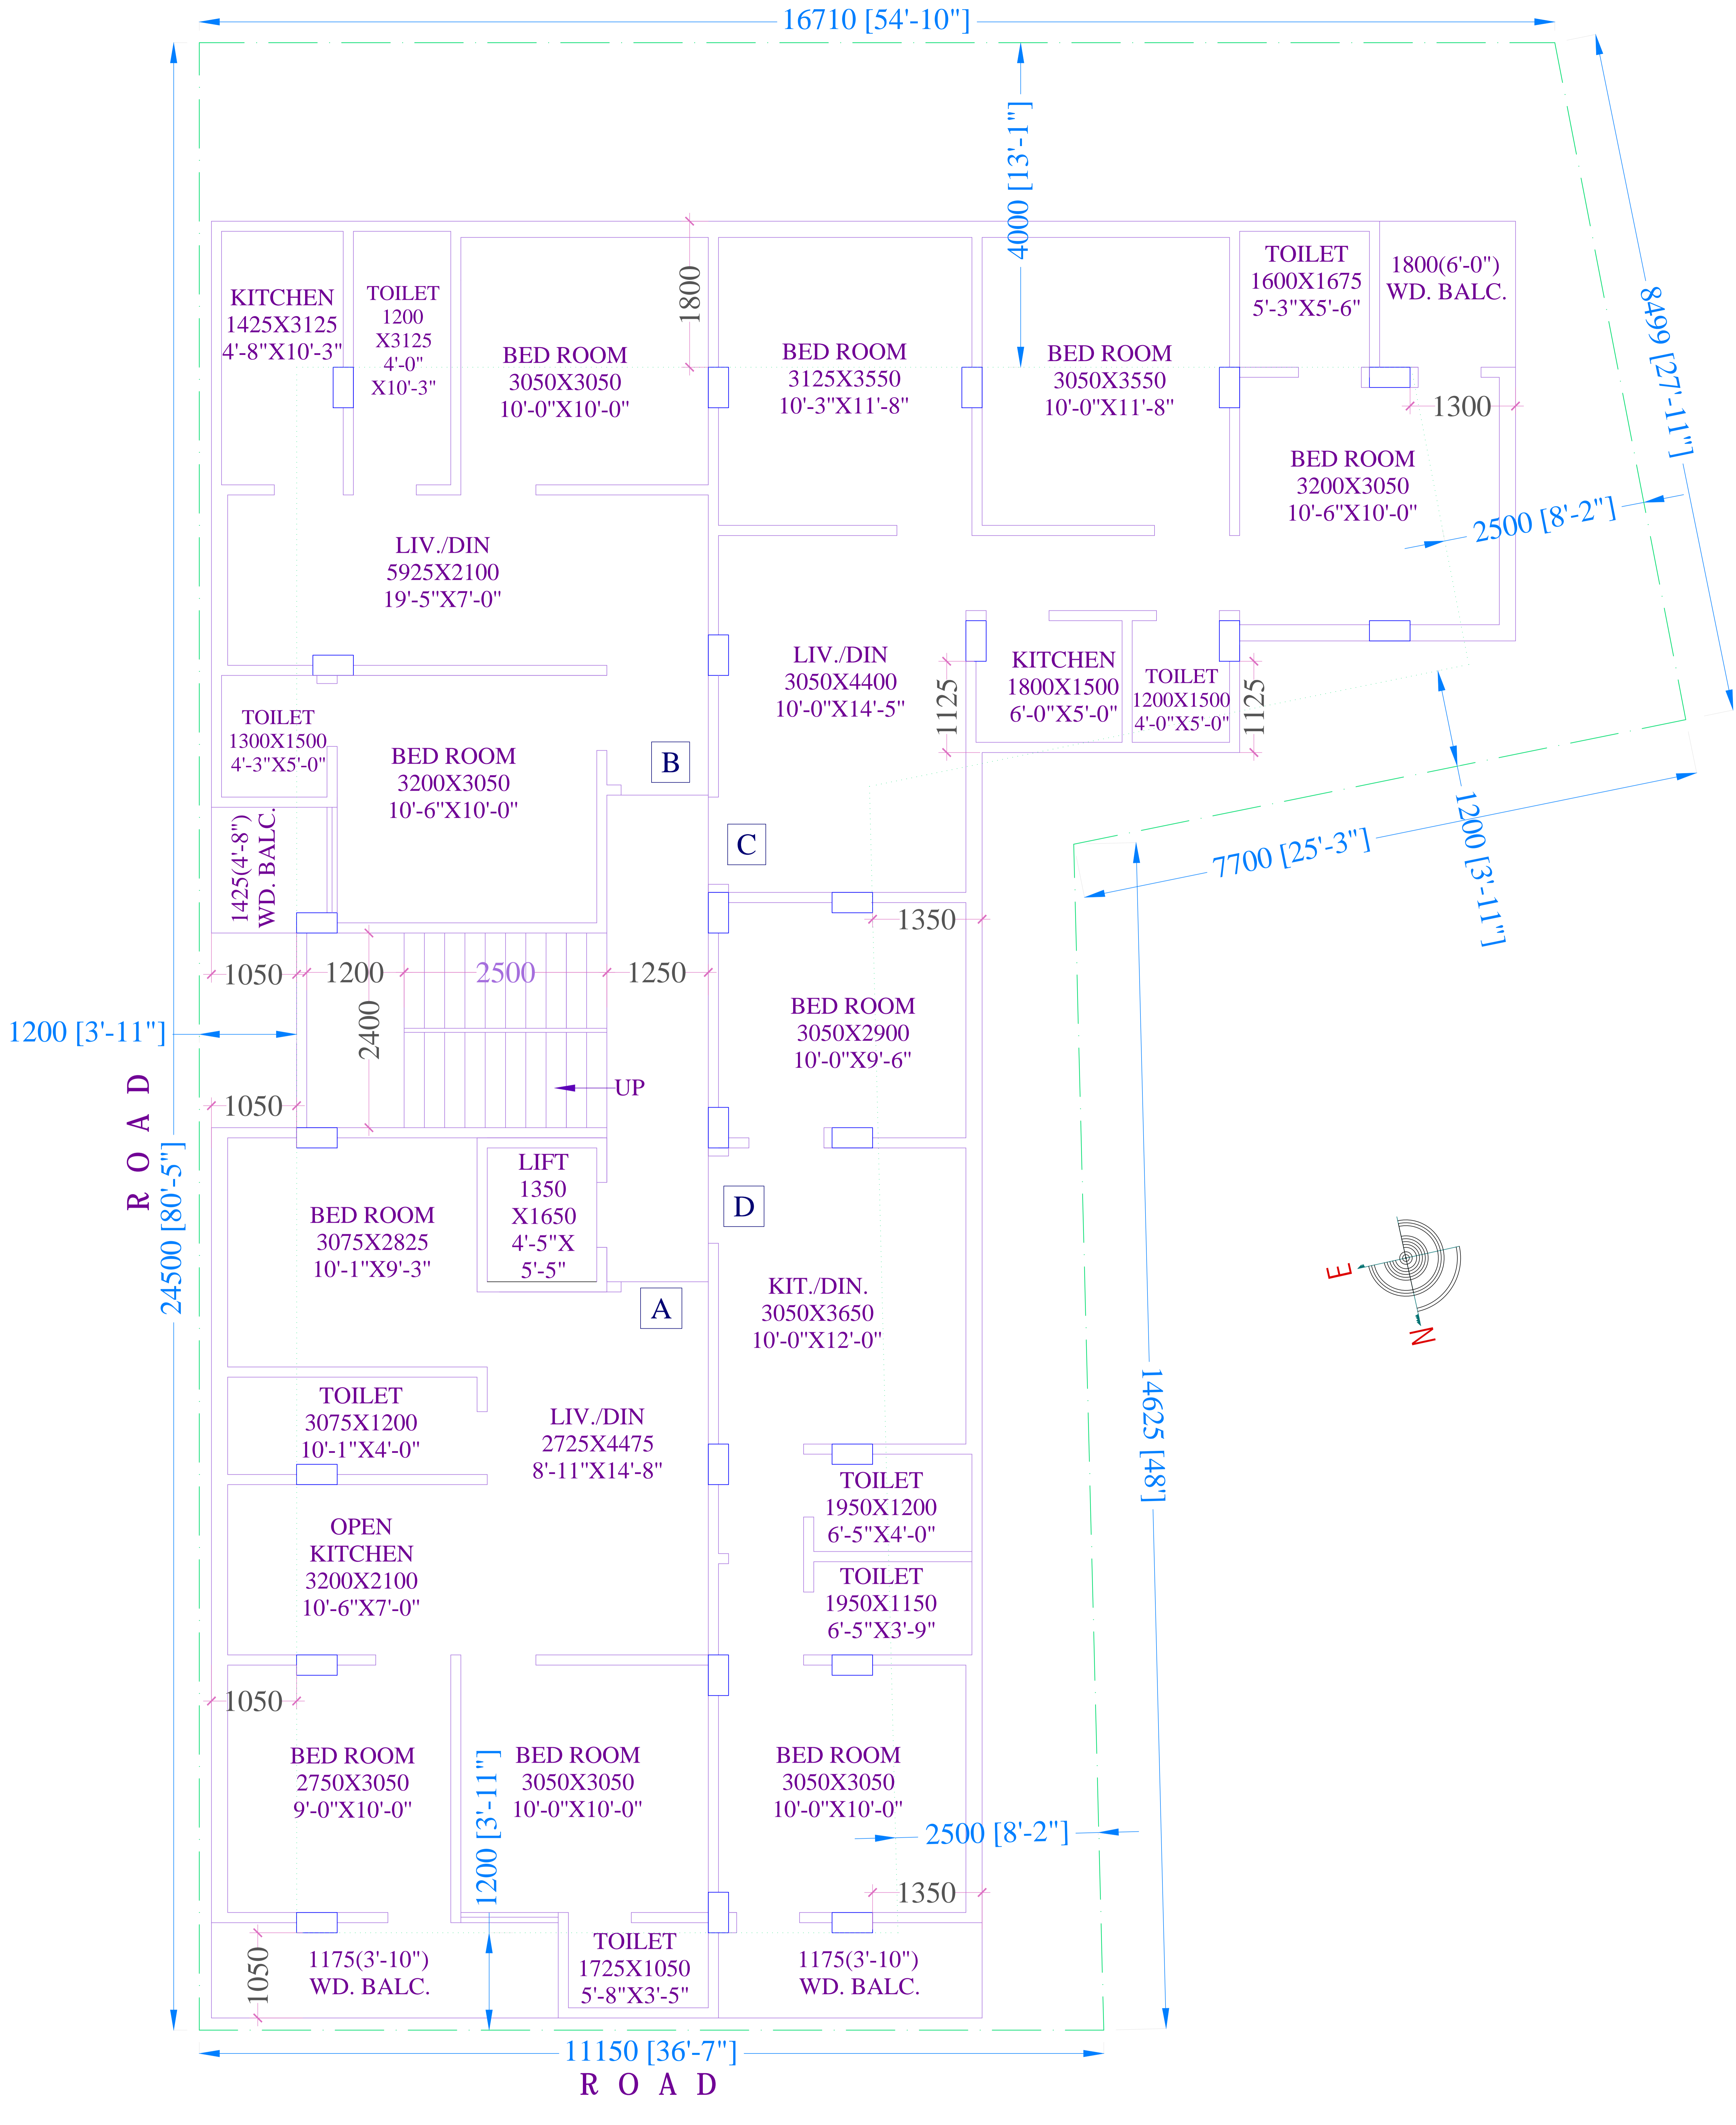 16710 [54'-10"]
4000 [13'-1"]
8499 [27'-11"]
1800
KITCHEN
1425X3125
4'-8"X10'-3"
TOILET
1200
X3125
4'-0"
X10'-3"
BED ROOM
3050X3050
10'-0"X10'-0"
BED ROOM
3125X3550
10'-3"X11'-8"
BED ROOM
3050X3550
10'-0"X11'-8"
TOILET
1600X1675
5'-3"X5'-6"
1800(6'-0")
WD. BALC.
1300
BED ROOM
3200X3050
10'-6"X10'-0"
2500 [8'-2"]
LIV./DIN
5925X2100
19'-5"X7'-0"
LIV./DIN
3050X4400
10'-0"X14'-5"
1125
KITCHEN
1800X1500
6'-0"X5'-0"
TOILET
1200X1500
4'-0"X5'-0"
1125
TOILET
1300X1500
4'-3"X5'-0"
BED ROOM
3200X3050
10'-6"X10'-0"
B
C
1425(4'-8")
WD. BALC.
7700 [25'-3"]
1200 [3'-11"]
1350
1050
1200
2500
1250
2400
1200 [3'-11"]
BED ROOM
3050X2900
10'-0"X9'-6"
UP
1050
ROAD
24500 [80'-5"]
LIFT
1350
X1650
4'-5"X
5'-5"
BED ROOM
3075X2825
10'-1"X9'-3"
D
A
KIT./DIN.
3050X3650
10'-0"X12'-0"
E
N
14625 [48']
TOILET
3075X1200
10'-1"X4'-0"
LIV./DIN
2725X4475
8'-11"X14'-8"
TOILET
1950X1200
6'-5"X4'-0"
OPEN
KITCHEN
3200X2100
10'-6"X7'-0"
TOILET
1950X1150
6'-5"X3'-9"
1050
BED ROOM
2750X3050
9'-0"X10'-0"
1200 [3'-11"]
BED ROOM
3050X3050
10'-0"X10'-0"
BED ROOM
3050X3050
10'-0"X10'-0"
2500 [8'-2"]
1350
1050
1175(3'-10")
WD. BALC.
TOILET
1725X1050
5'-8"X3'-5"
1175(3'-10")
WD. BALC.
11150 [36'-7"]
ROAD